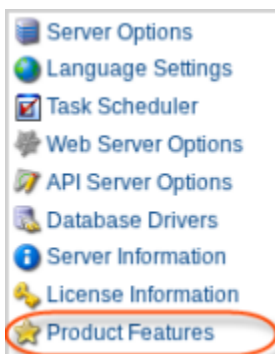 Server Options
Language Settings
Task Scheduler
Web Server Options
API Server Options
Database Drivers
Server Information
License Information
Product Features